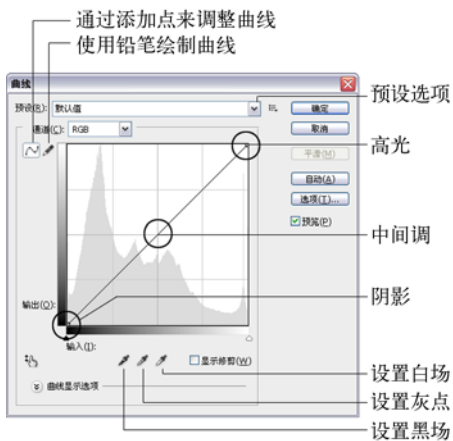 通过添加点来调整曲线
使用铅笔绘制曲线
曲线
预设选项
预设(R): 默认值
确定
通道(C): RGB
取消
高光
平滑(M)
自动(A)
选项(T)...
预览(P)
中间调
阴影
输出(O):
输入(I):
显示修剪(W)
设置白场
曲线显示选项
设置灰点
设置黑场